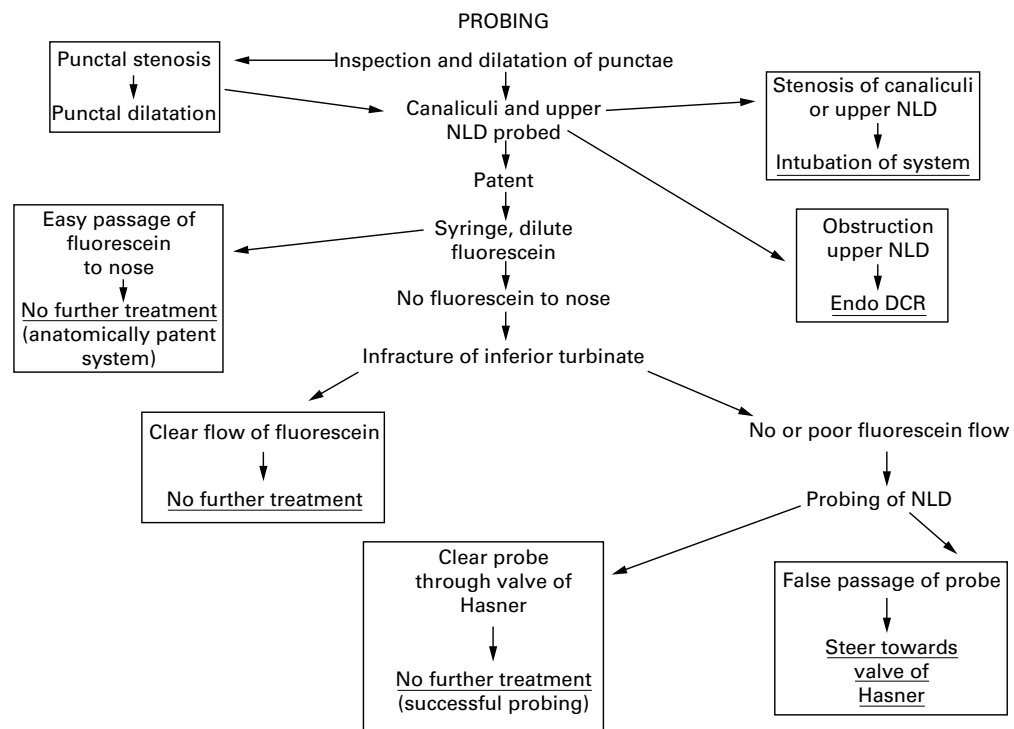 PROBING
Inspection and dilatation of punctae
Punctal stenosis
Punctal dilatation
Canaliculi and upper
NLD probed
Stenosis of canaliculi
or upper NLD
Intubation of system
Patent
Easy passage of
fluorescein
to nose
No further treatment
(anatomically patent
system)
Syringe, dilute
fluorescein
Obstruction
upper NLD
Endo DCR
No fluorescein to nose
Infracture of inferior turbinate
Clear flow of fluorescein
No further treatment
No or poor fluorescein flow
Probing of NLD
Clear probe
through valve of
Hasner
No further treatment
(successful probing)
False passage of probe
Steer towards
valve of
Hasner